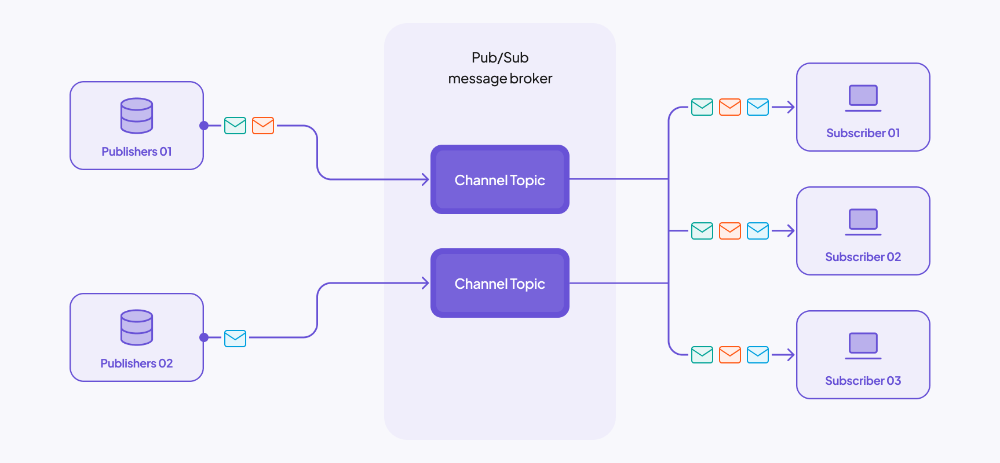 Pub/Sub
message broker
Publishers 01
Channel Topic
Subscriber 01
Subscriber 02
Channel Topic
Publishers 02
Subscriber 03